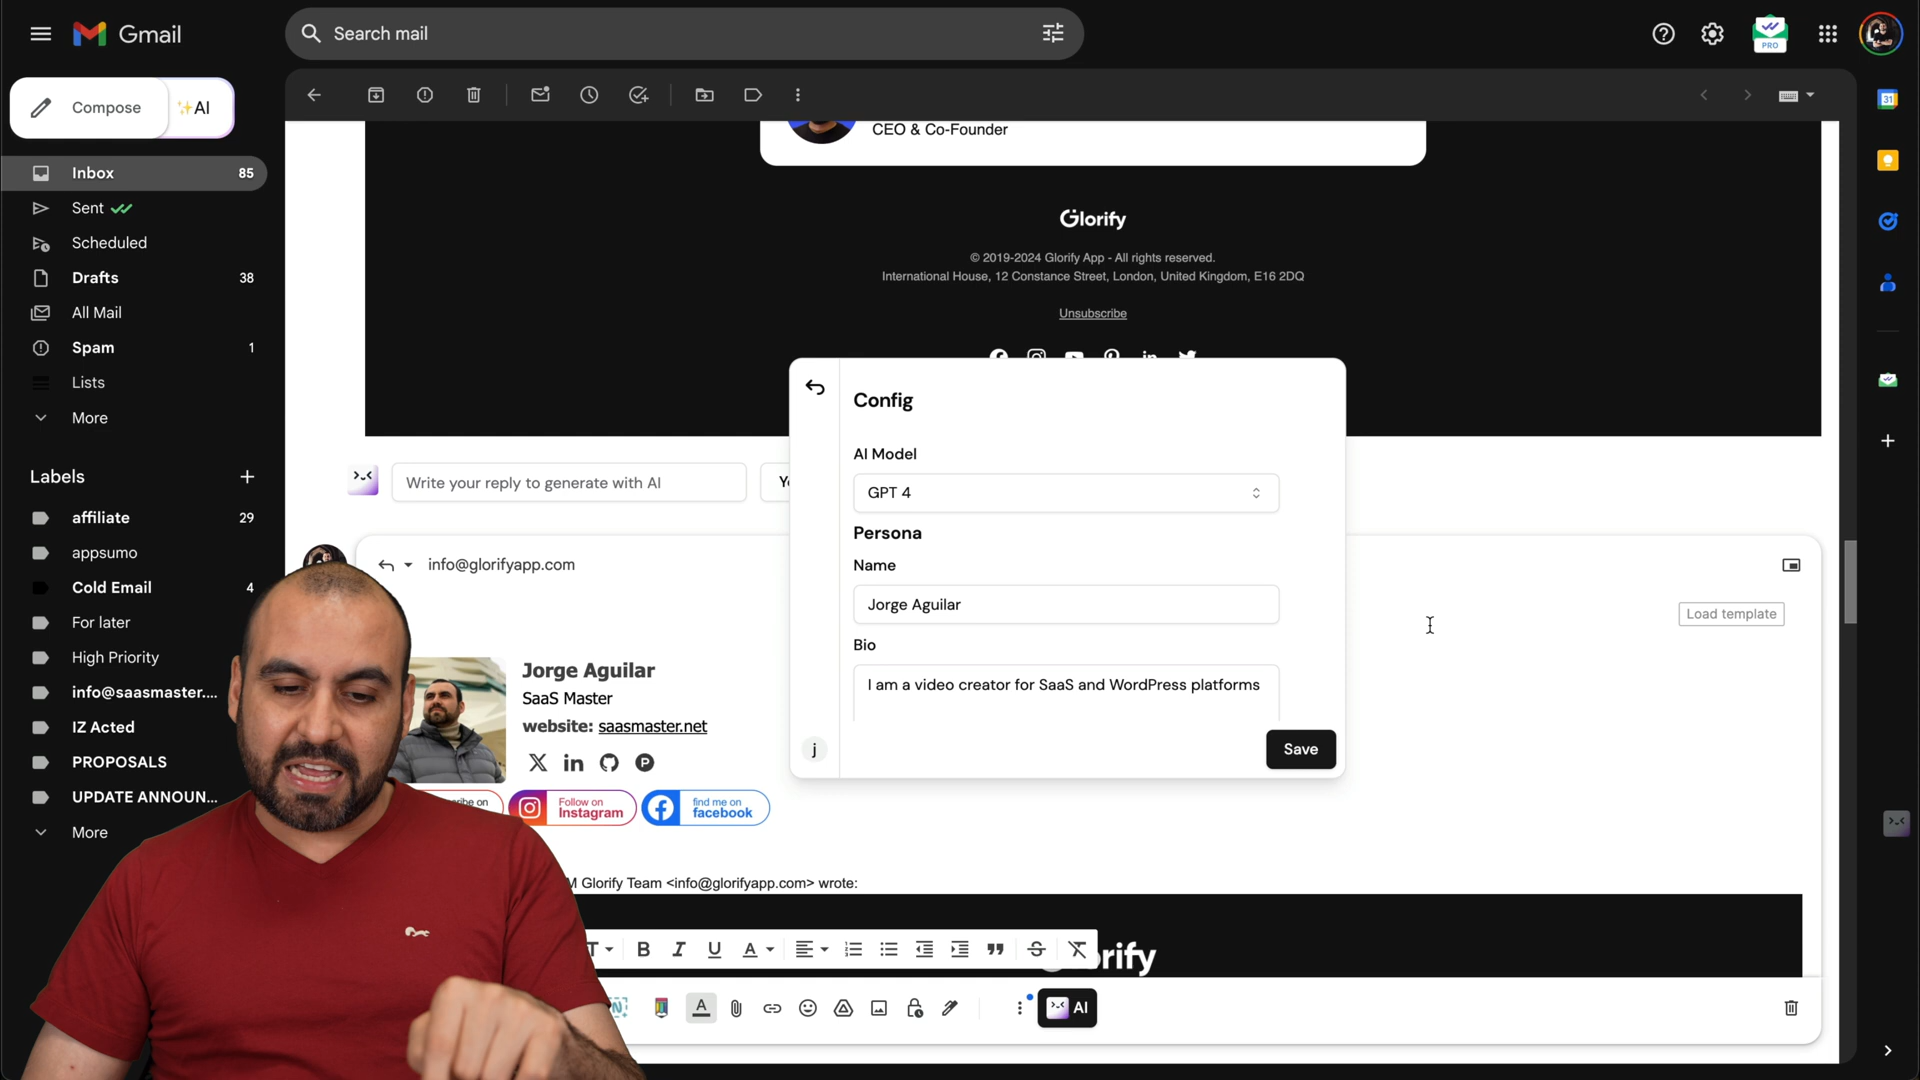 Gmail
Search mail
PRO
Compose
✨AI
31
Inbox 85
Sent
Scheduled
Drafts 38
All Mail
Spam 1
Lists
More
Labels
affiliate 29
appsumo
Cold Email 4
For later
High Priority
info@saasmaster....
IZ Acted
PROPOSALS
UPDATE ANNOUN...
More
CEO & Co-Founder
Glorify
© 2019-2024 Glorify App - All rights reserved.
International House, 12 Constance Street, London, United Kingdom, E16 2DQ
Unsubscribe
Write your reply to generate with AI
info@glorifyapp.com
Load template
Config
AI Model
GPT 4
Persona
Name
Jorge Aguilar
Bio
I am a video creator for SaaS and WordPress platforms
j
Save
Jorge Aguilar
SaaS Master
website: saasmaster.net
Follow on
Instagram
find me on
facebook
M Glorify Team <info@glorifyapp.com> wrote:
AI